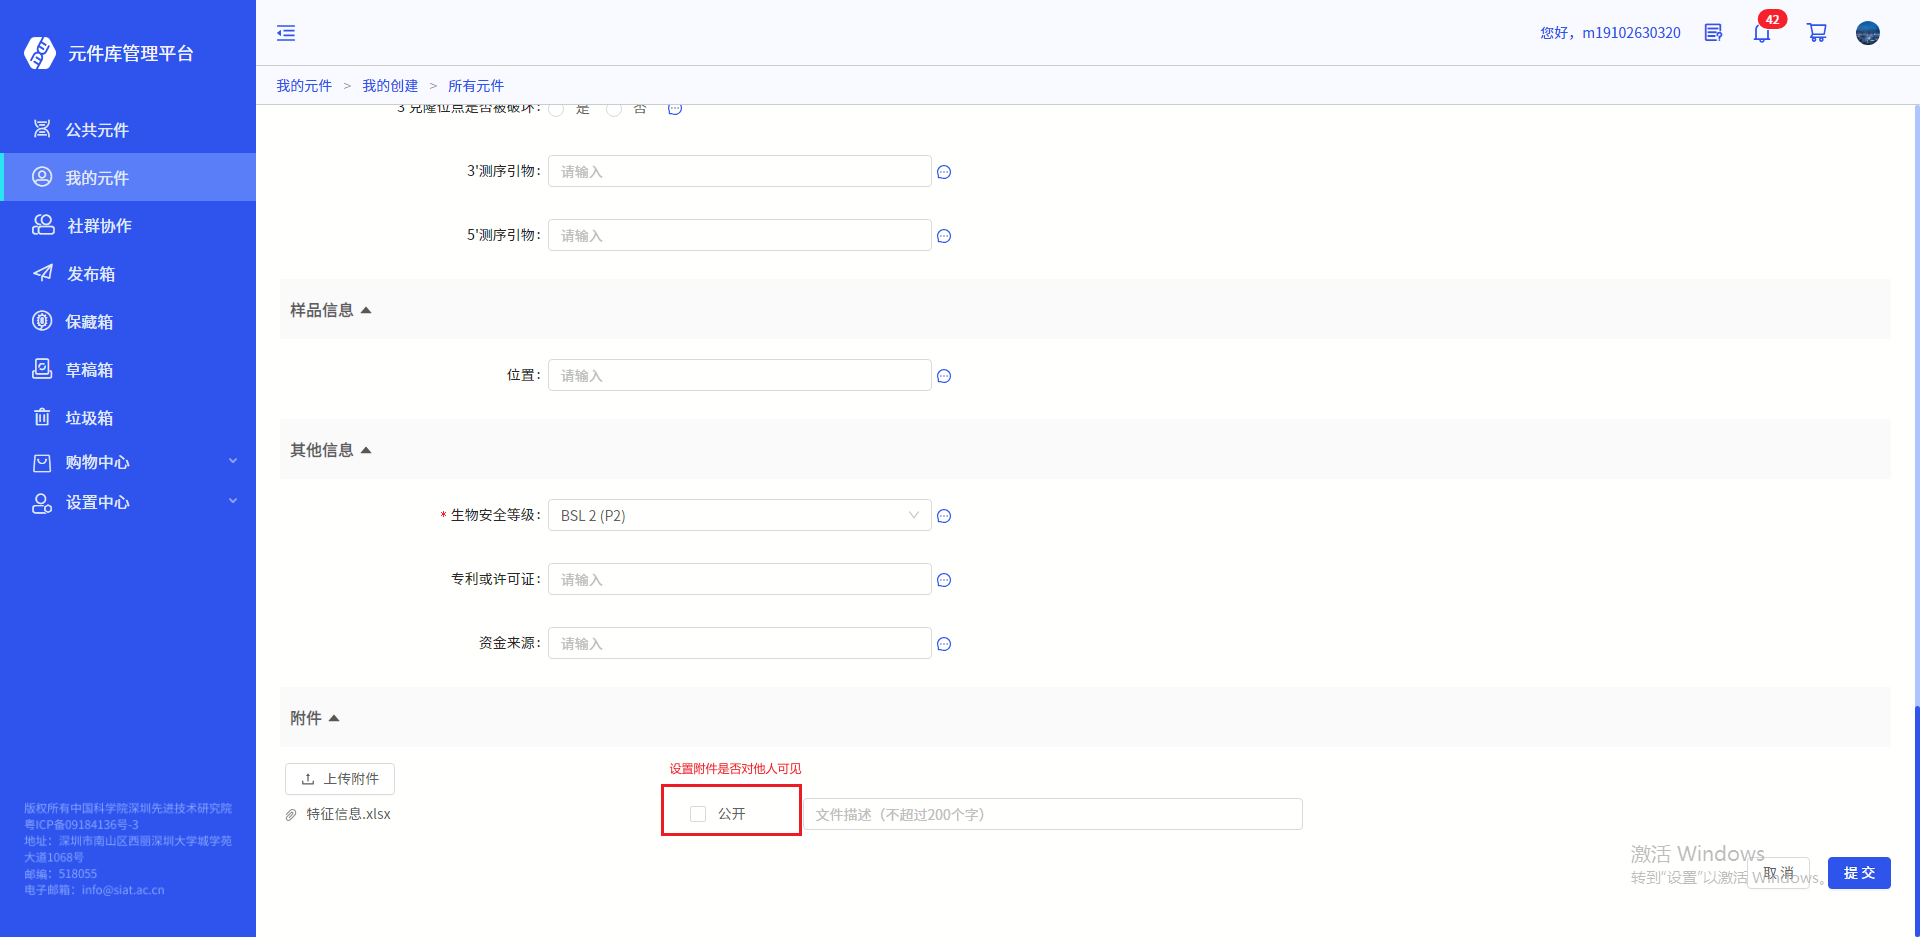 元件库管理平台
您好，m19102630320
42
我的元件 > 我的创建 > 所有元件
公共元件
我的元件
社群协作
发布箱
保藏箱
草稿箱
垃圾箱
购物中心
设置中心
版权所有中国科学院深圳先进技术研究院
粤ICP备09184136号-3
地址：深圳市南山区西丽深圳大学城学苑
大道1068号
邮编：518055
电子邮箱：info@siat.ac.cn
3'克隆位点是否被破坏: 是 否
3'测序引物: 请输入
5'测序引物: 请输入
样品信息
位置: 请输入
其他信息
* 生物安全等级: BSL 2 (P2)
专利或许可证: 请输入
资金来源: 请输入
附件
上传附件
设置附件是否对他人可见
特征信息.xlsx
公开
文件描述（不超过200个字）
激活 Windows
转到"设置"以激活 Windows。
取消
提交